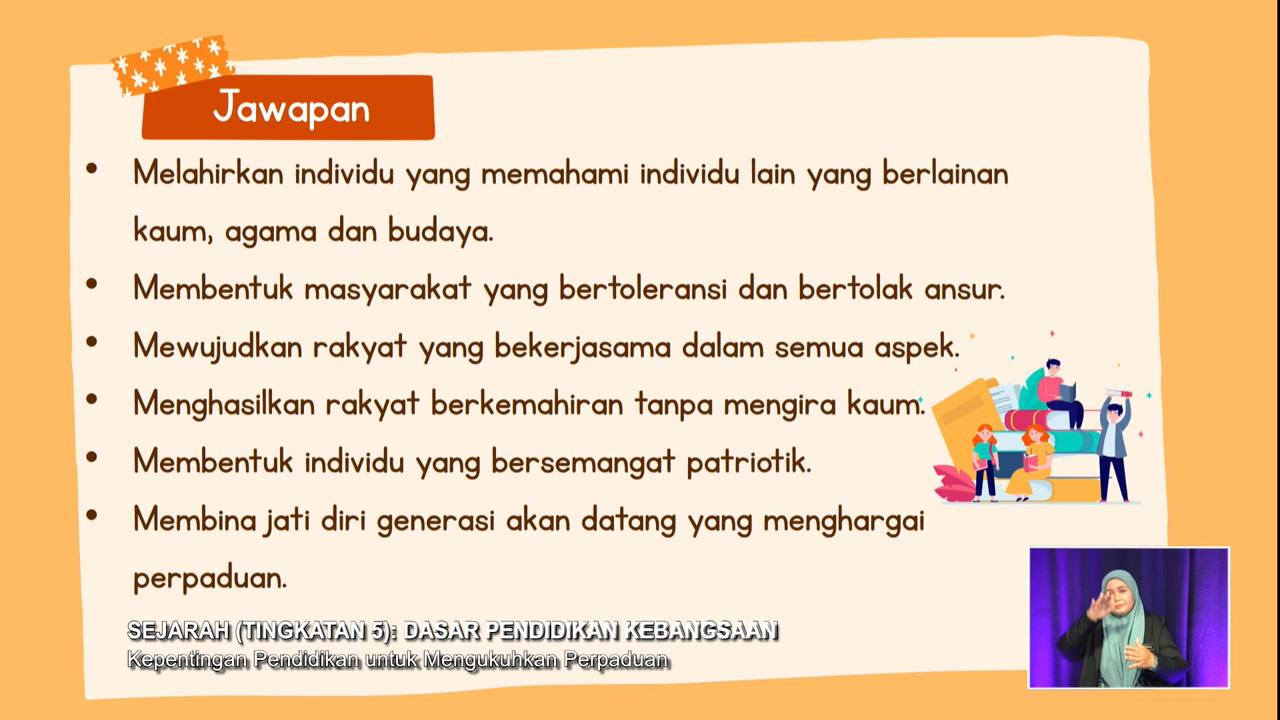 Jawapan
• Melahirkan individu yang memahami individu lain yang berlainan
kaum, agama dan budaya.
• Membentuk masyarakat yang bertoleransi dan bertolak ansur.
• Mewujudkan rakyat yang bekerjasama dalam semua aspek.
• Menghasilkan rakyat berkemahiran tanpa mengira kaum.
• Membentuk individu yang bersemangat patriotik.
• Membina jati diri generasi akan datang yang menghargai
perpaduan.
SEJARAH (TINGKATAN 5): DASAR PENDIDIKAN KEBANGSAAN
Kepentingan Pendidikan untuk Mengukuhkan Perpaduan